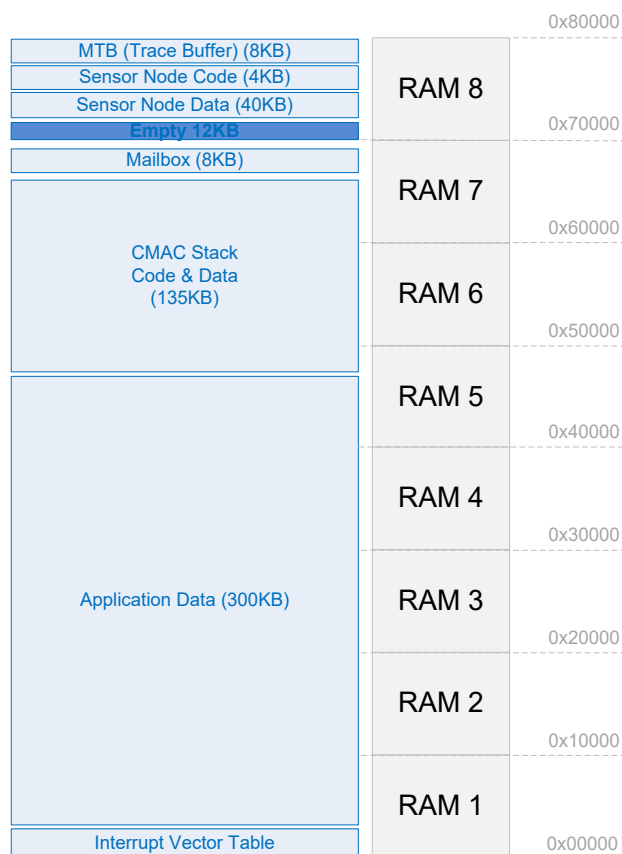 MTB (Trace Buffer) (8KB)
Sensor Node Code (4KB)
Sensor Node Data (40KB)
Empty 12KB
Mailbox (8KB)
CMAC Stack
Code & Data
(135KB)
Application Data (300KB)
Interrupt Vector Table
RAM 8
RAM 7
RAM 6
RAM 5
RAM 4
RAM 3
RAM 2
RAM 1
0x80000
0x70000
0x60000
0x50000
0x40000
0x30000
0x20000
0x10000
0x00000